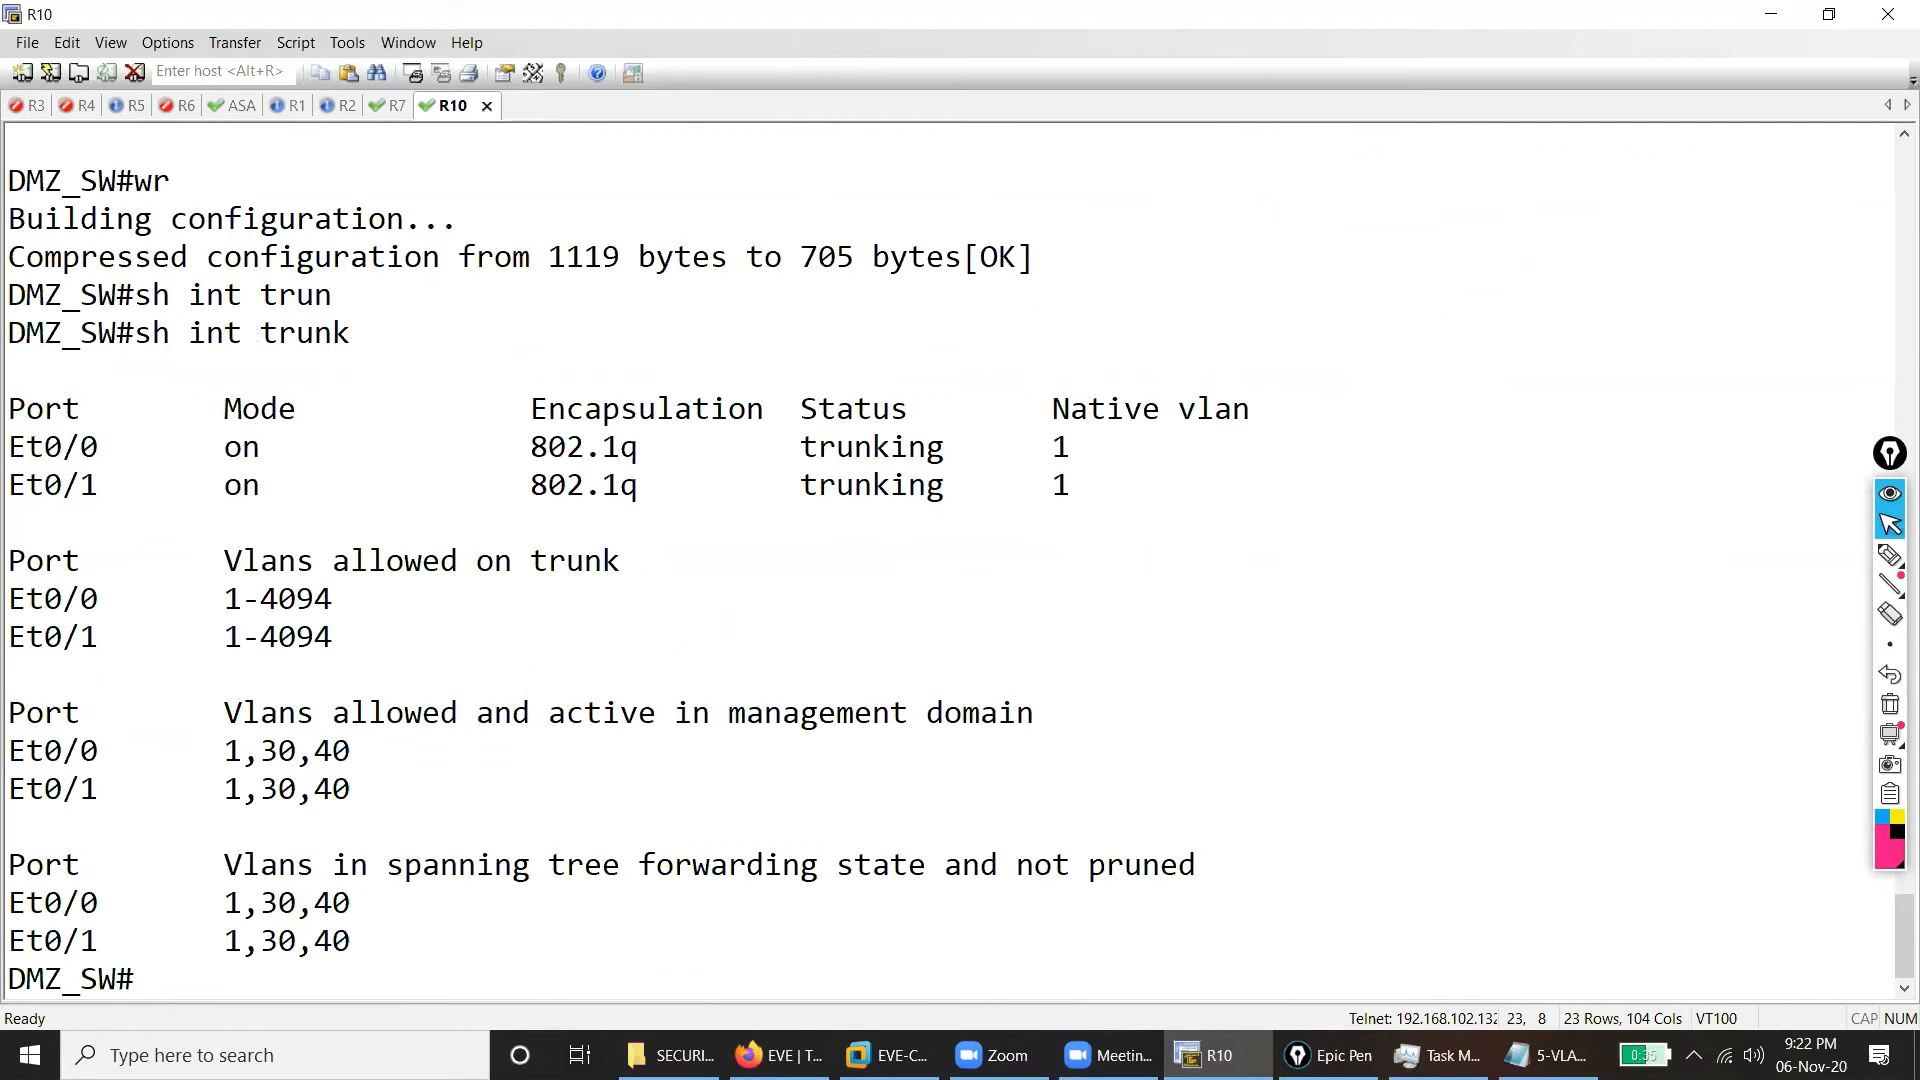 R10
File Edit View Options Transfer Script Tools Window Help
Enter host <Alt+R>
R3 R4 R5 R6 ASA R1 R2 R7 R10
DMZ_SW#wr
Building configuration...
Compressed configuration from 1119 bytes to 705 bytes[OK]
DMZ_SW#sh int trun
DMZ_SW#sh int trunk
Port Mode Encapsulation Status Native vlan
Et0/0 on 802.1q trunking 1
Et0/1 on 802.1q trunking 1
Port Vlans allowed on trunk
Et0/0 1-4094
Et0/1 1-4094
Port Vlans allowed and active in management domain
Et0/0 1,30,40
Et0/1 1,30,40
Port Vlans in spanning tree forwarding state and not pruned
Et0/0 1,30,40
Et0/1 1,30,40
DMZ_SW#
Ready Telnet: 192.168.102.132 23, 8 23 Rows, 104 Cols VT100 CAP NUM
Type here to search SECURI... EVE | T... EVE-C... Zoom Meetin... R10 Epic Pen Task M... 5-VLA... 0:35 9:22 PM
06-Nov-20